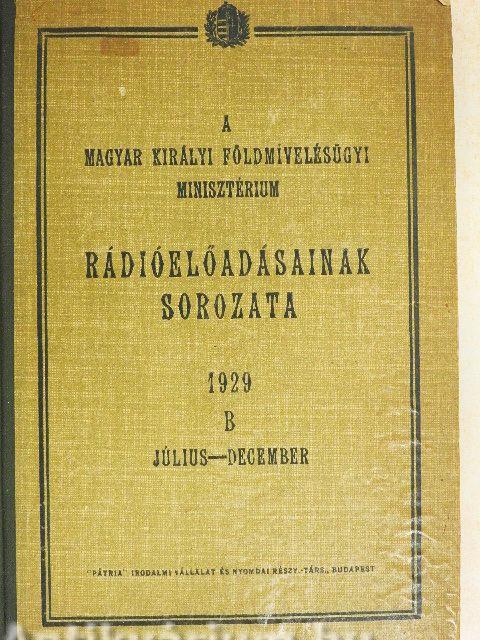 A
MAGYAR KIRÁLYI FÖLDMIVELÉSÜGYI
MINISZTÉRIUM
RÁDIÓELŐADÁSAINAK
SOROZATA
1929
B
JÚLIUS—DECEMBER
"PÁTRIA" IRODALMI VÁLLALAT ÉS NYOMDAI RÉSZV.-TÁRS., BUDAPEST